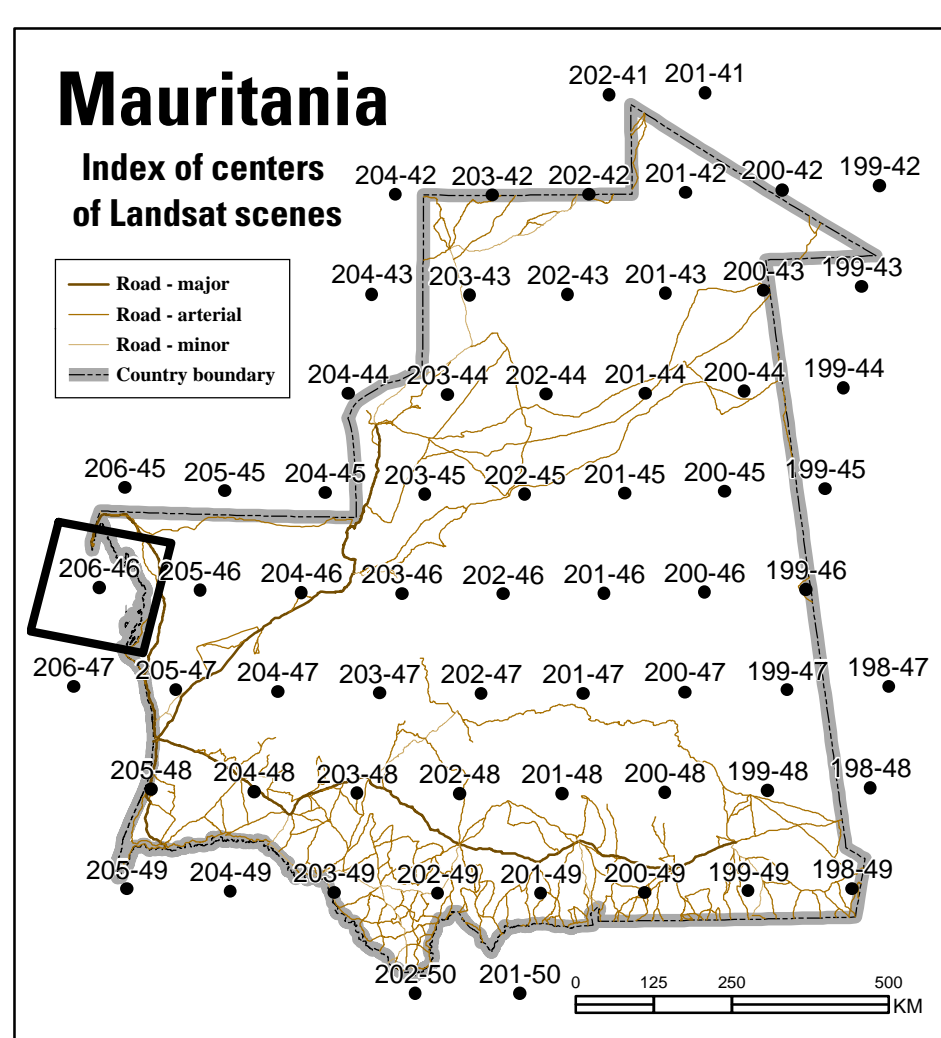 Mauritania
Index of centers
of Landsat scenes
Road - major
Road - arterial
Road - minor
Country boundary
202-41 201-41
204-42 203-42 202-42 201-42 200-42 199-42
204-43 203-43 202-43 201-43 200-43 199-43
204-44 203-44 202-44 201-44 200-44 199-44
206-45 205-45 204-45 203-45 202-45 201-45 200-45 199-45
206-46 205-46 204-46 203-46 202-46 201-46 200-46 199-46
206-47 205-47 204-47 203-47 202-47 201-47 200-47 199-47 198-47
205-48 204-48 203-48 202-48 201-48 200-48 199-48 198-48
205-49 204-49 203-49 202-49 201-49 200-49 199-49 198-49
202-50 201-50
0 125 250 500
KM